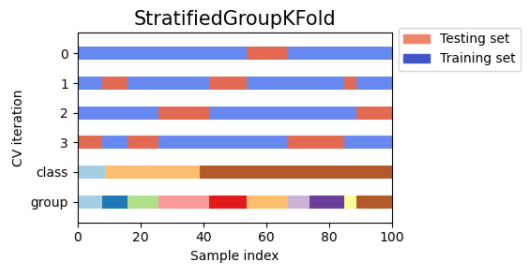 StratifiedGroupKFold
Testing set
Training set
CV iteration
0
1
2
3
class
group
0 20 40 60 80 100
Sample index